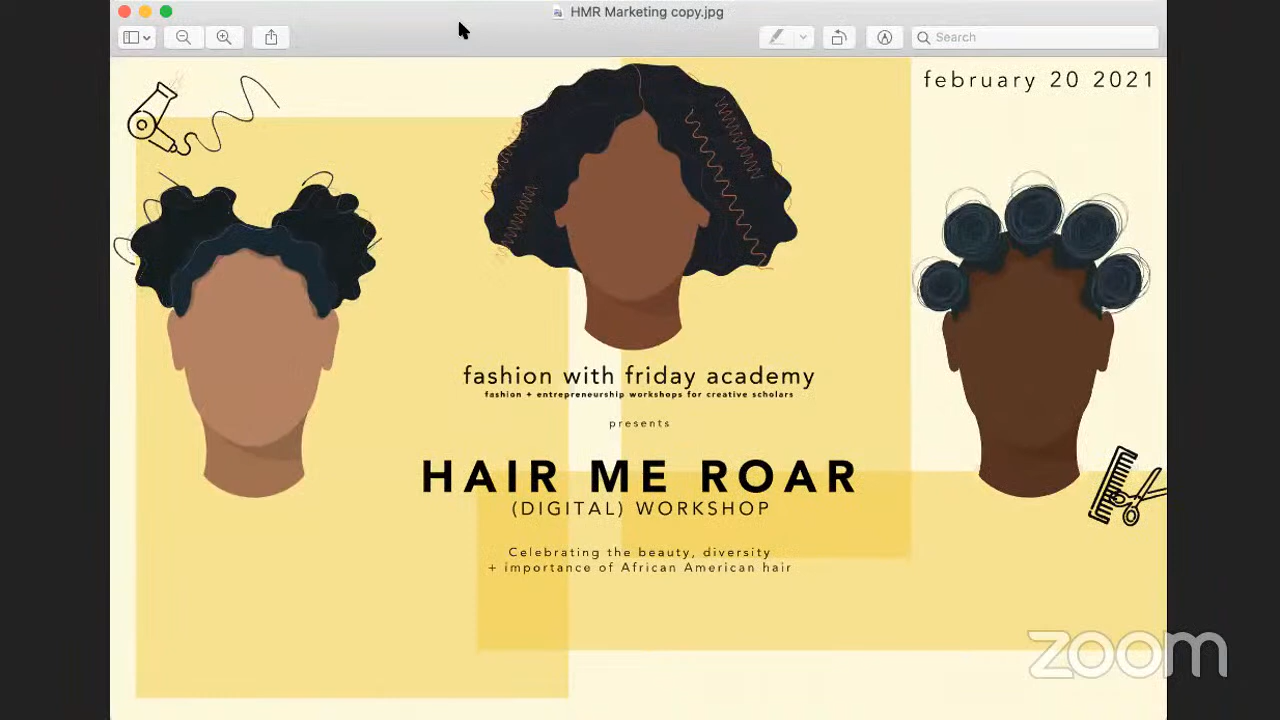 HMR Marketing copy.jpg
Search
february 20 2021
fashion with friday academy
fashion + entrepreneurship workshops for creative scholars
presents
HAIR ME ROAR
(DIGITAL) WORKSHOP
Celebrating the beauty, diversity
+ importance of African American hair
zoom